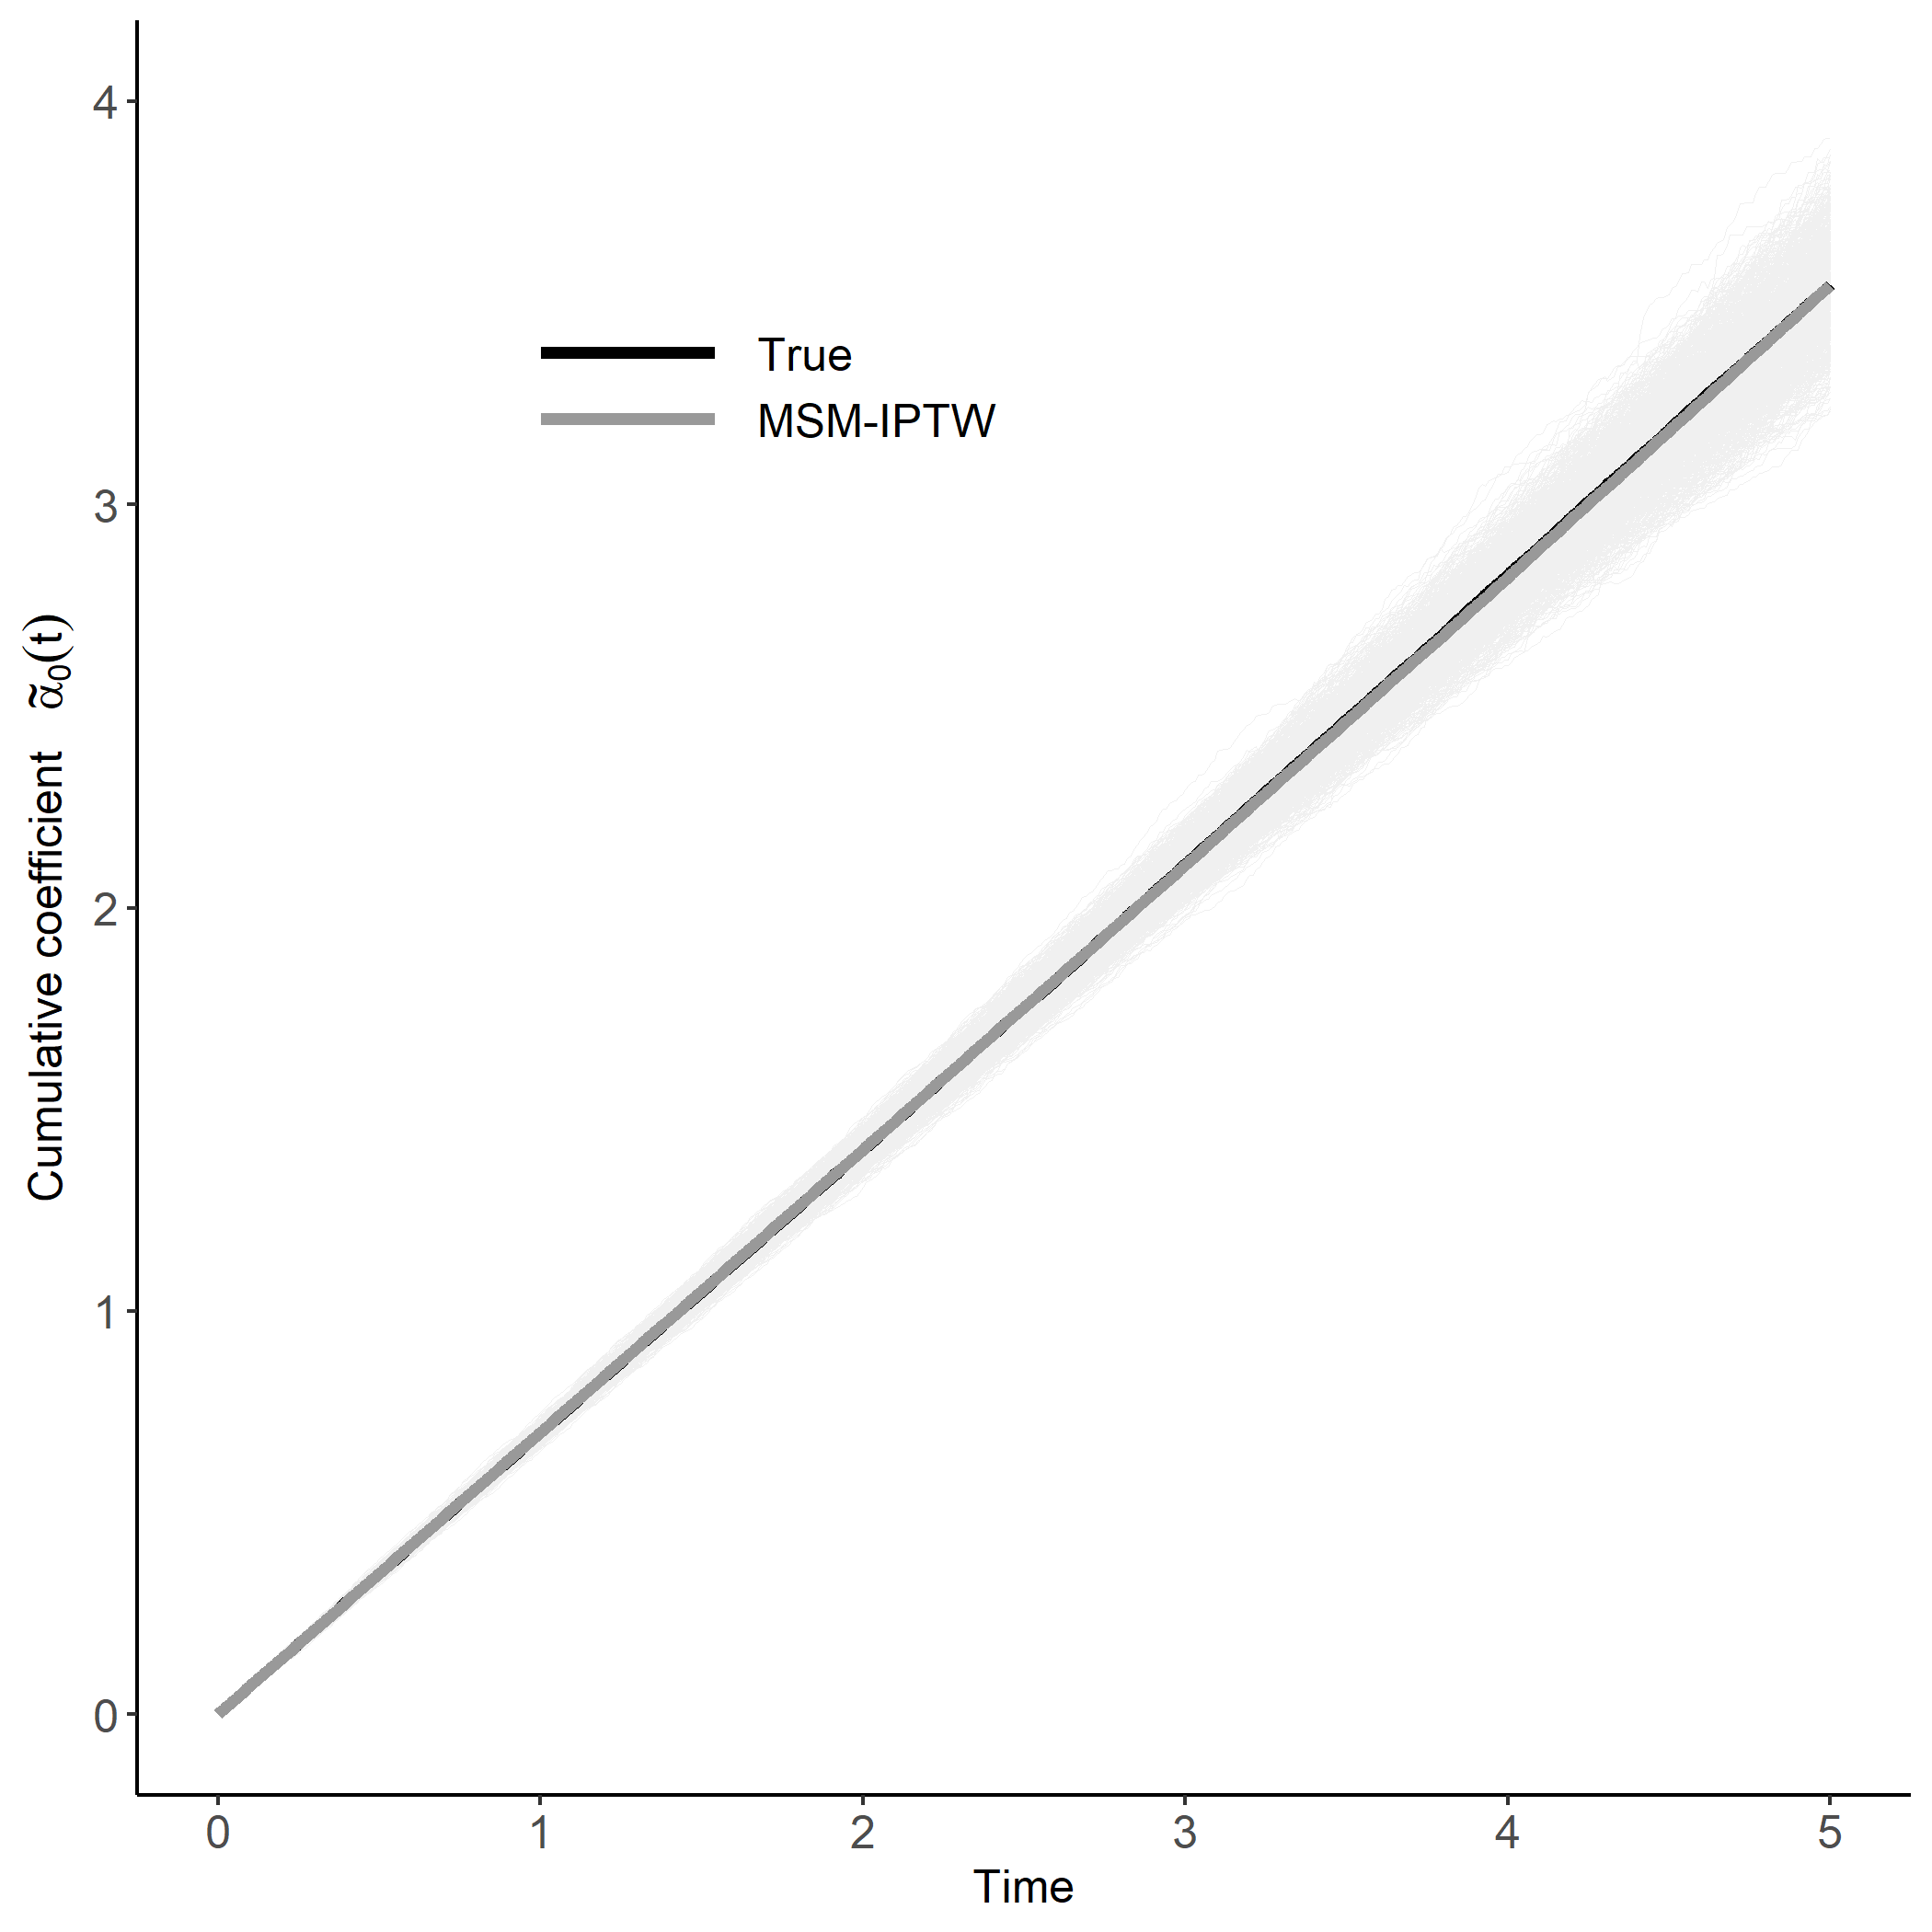 4
3
2
1
0
Cumulative coefficient α̃₀(t)
True
MSM-IPTW
0 1 2 3 4 5
Time